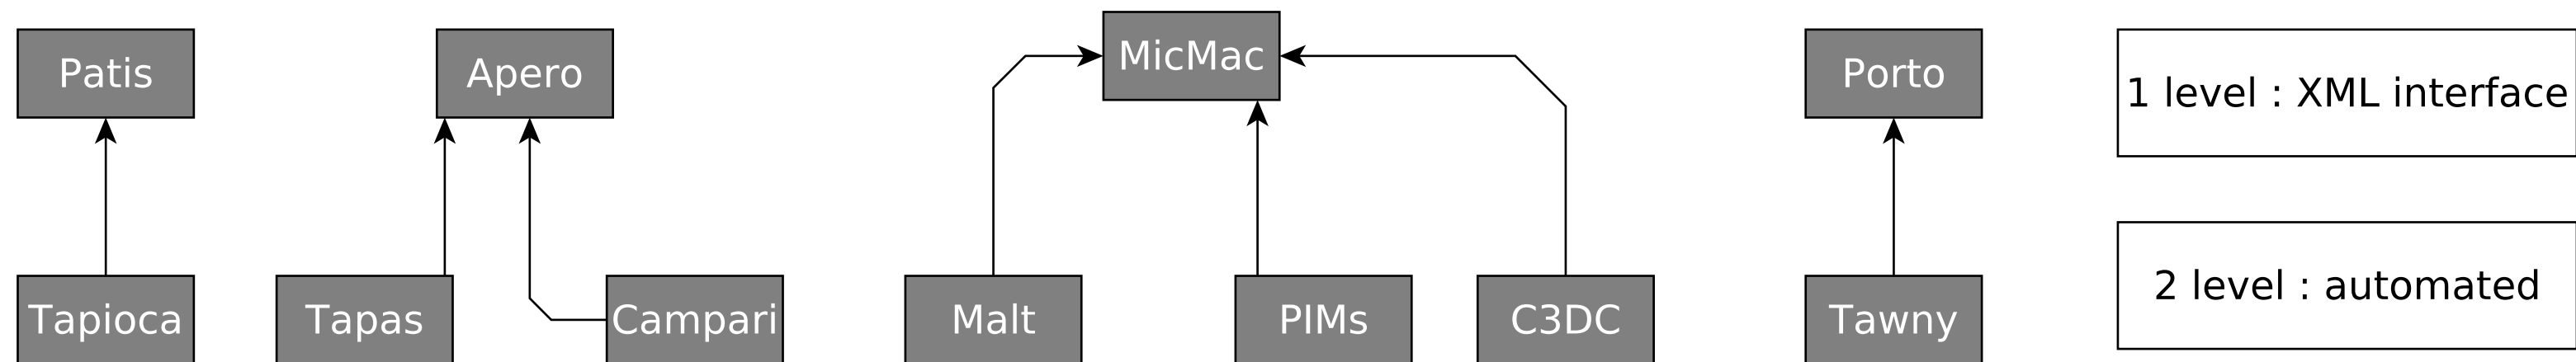 Patis
Apero
MicMac
Porto
1 level : XML interface
Tapioca
Tapas
Campari
Malt
PIMs
C3DC
Tawny
2 level : automated